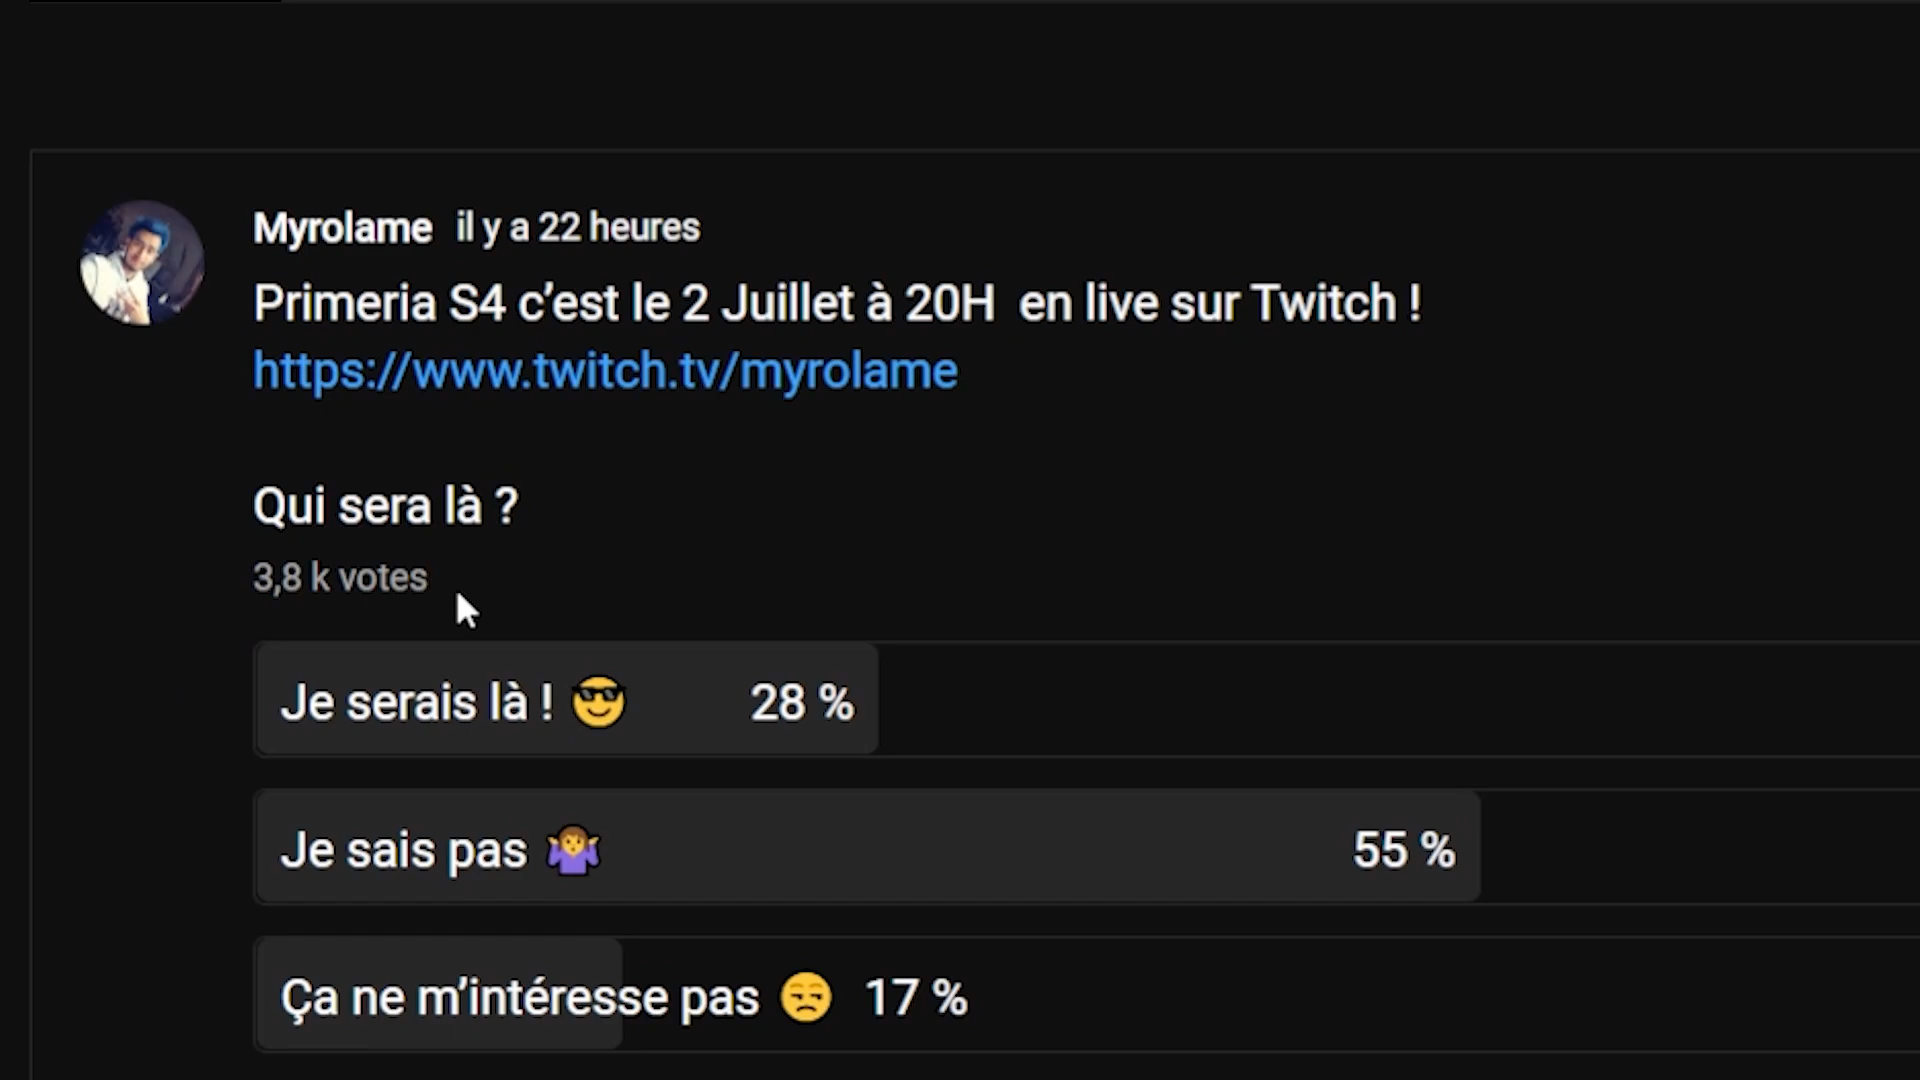 Myrolame il y a 22 heures
Primeria S4 c’est le 2 Juillet à 20H  en live sur Twitch !
https://www.twitch.tv/myrolame
Qui sera là ?
3,8 k votes
Je serais là ! 😎 28 %
Je sais pas 🤷‍♀️ 55 %
Ça ne m’intéresse pas 😒 17 %